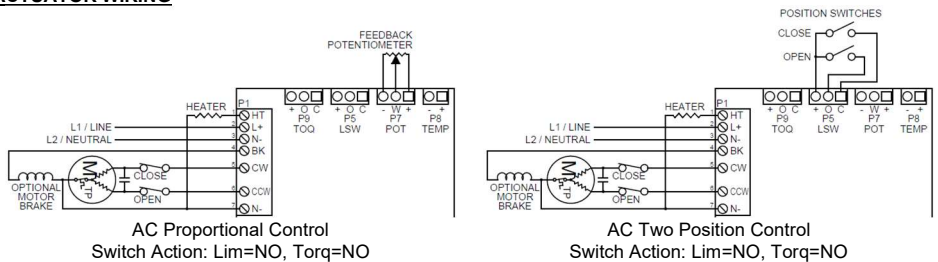 ACTUATOR WIRING
POSITION SWITCHES
CLOSE
OPEN
FEEDBACK
POTENTIOMETER
HEATER
L1 / LINE
L2 / NEUTRAL
OPTIONAL
MOTOR
BRAKE
M
TP
CLOSE
OPEN
P1
1 HT
2 L+
3 N-
4 BK
5 CW
6 CCW
7 N-
+ O C
P9
TOQ
+ O C
P5
LSW
- W +
P7
POT
- +
P8
TEMP
AC Proportional Control
Switch Action: Lim=NO, Torq=NO
HEATER
L1 / LINE
L2 / NEUTRAL
OPTIONAL
MOTOR
BRAKE
M
TP
CLOSE
OPEN
P1
1 HT
2 L+
3 N-
4 BK
5 CW
6 CCW
7 N-
+ O C
P9
TOQ
+ O C
P5
LSW
- W +
P7
POT
- +
P8
TEMP
AC Two Position Control
Switch Action: Lim=NO, Torq=NO